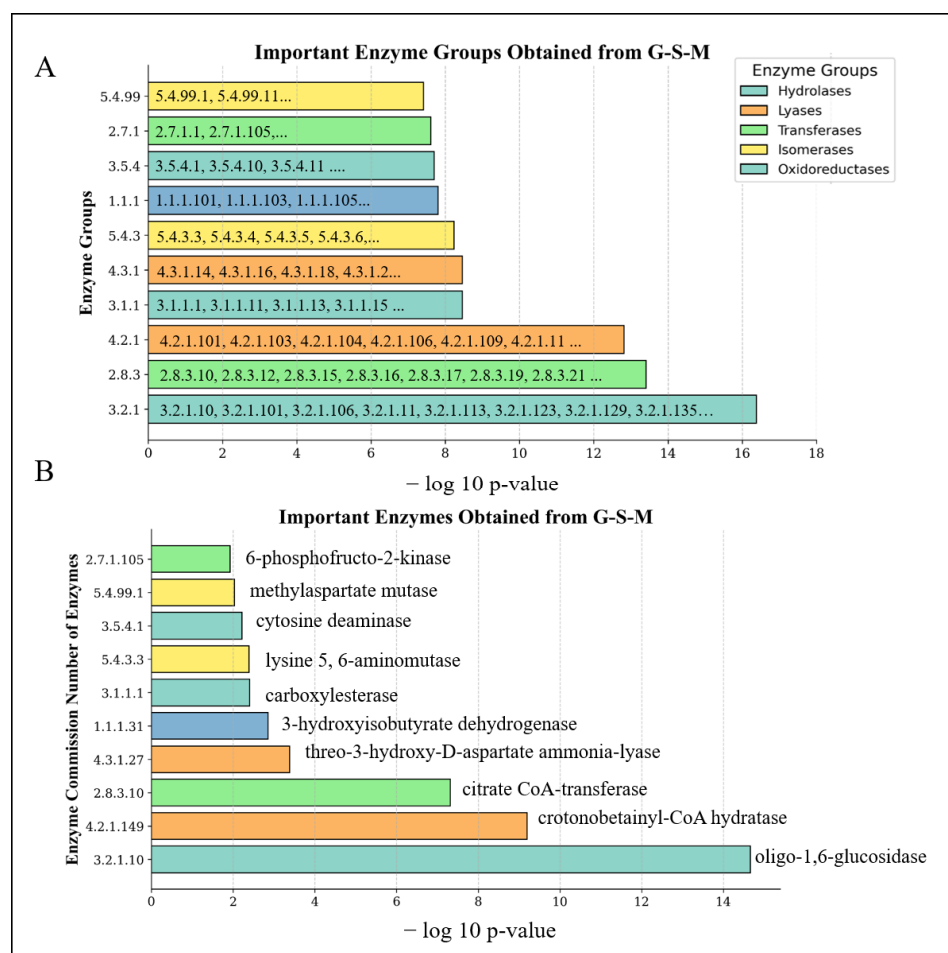 A
Important Enzyme Groups Obtained from G-S-M
Enzyme Groups
Hydrolases
Lyases
Transferases
Isomerases
Oxidoreductases
Enzyme Groups
5.4.99
5.4.99.1, 5.4.99.11...
2.7.1
2.7.1.1, 2.7.1.105,...
3.5.4
3.5.4.1, 3.5.4.10, 3.5.4.11 ....
1.1.1
1.1.1.101, 1.1.1.103, 1.1.1.105...
5.4.3
5.4.3.3, 5.4.3.4, 5.4.3.5, 5.4.3.6,...
4.3.1
4.3.1.14, 4.3.1.16, 4.3.1.18, 4.3.1.2...
3.1.1
3.1.1.1, 3.1.1.11, 3.1.1.13, 3.1.1.15 ...
4.2.1
4.2.1.101, 4.2.1.103, 4.2.1.104, 4.2.1.106, 4.2.1.109, 4.2.1.11 ...
2.8.3
2.8.3.10, 2.8.3.12, 2.8.3.15, 2.8.3.16, 2.8.3.17, 2.8.3.19, 2.8.3.21 ...
3.2.1
3.2.1.10, 3.2.1.101, 3.2.1.106, 3.2.1.11, 3.2.1.113, 3.2.1.123, 3.2.1.129, 3.2.1.135...
0 2 4 6 8 10 12 14 16 18
− log 10 p-value
B
Important Enzymes Obtained from G-S-M
Enzyme Commission Number of Enzymes
2.7.1.105 6-phosphofructo-2-kinase
5.4.99.1 methylaspartate mutase
3.5.4.1 cytosine deaminase
5.4.3.3 lysine 5, 6-aminomutase
3.1.1.1 carboxylesterase
1.1.1.31 3-hydroxyisobutyrate dehydrogenase
4.3.1.27 threo-3-hydroxy-D-aspartate ammonia-lyase
2.8.3.10 citrate CoA-transferase
4.2.1.149 crotonobetainyl-CoA hydratase
3.2.1.10 oligo-1,6-glucosidase
0 2 4 6 8 10 12 14
− log 10 p-value